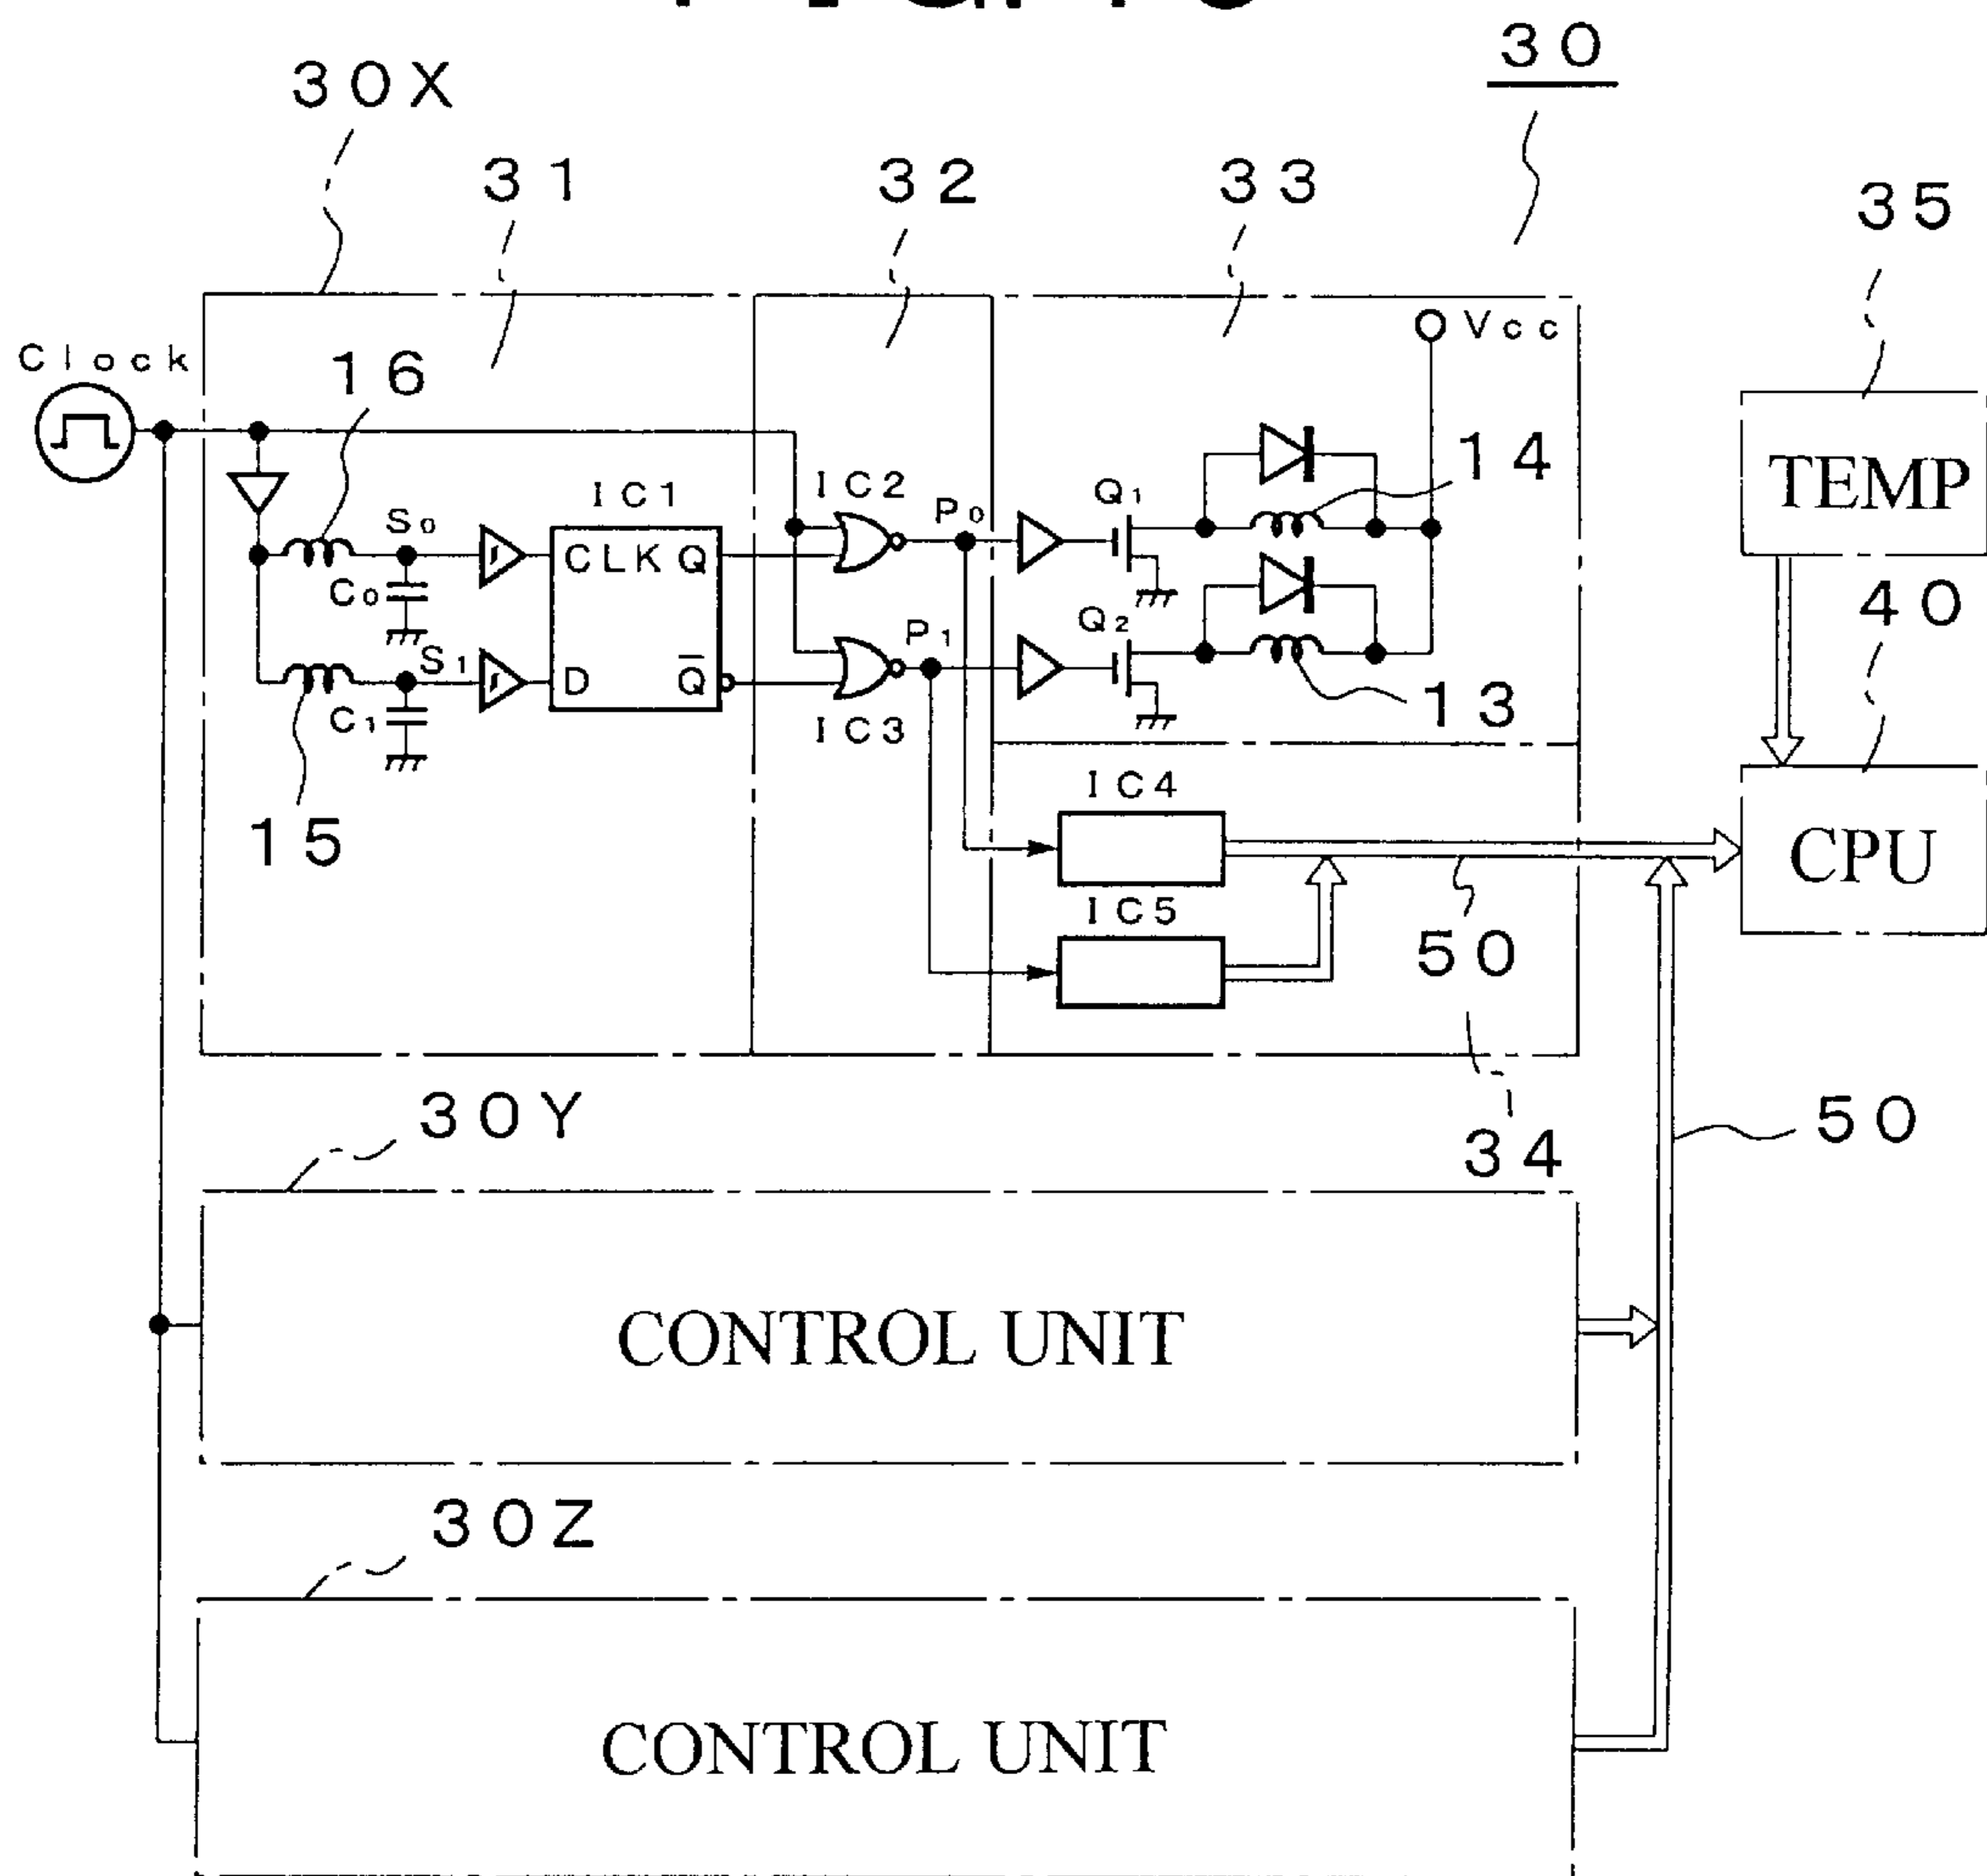 30
30X
31
32
33
35
Clock
16
Vcc
14
TEMP
IC1
IC2
P0
Q1
S0
CLK Q
C0
40
S1
P1
Q2
D Q̅
C1
IC3
13
15
IC4
CPU
IC5
50
30Y
50
34
CONTROL UNIT
30Z
CONTROL UNIT